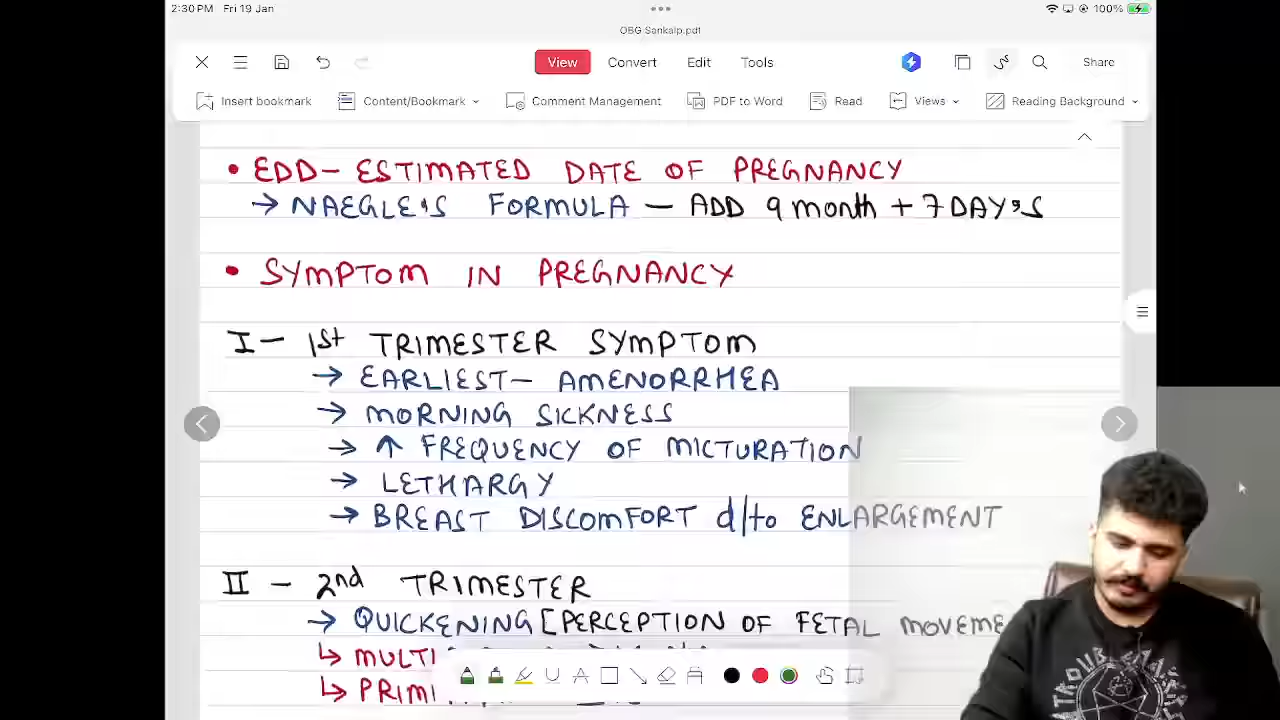 2:30 PM Fri 19 Jan
100%
OBG Sankalp.pdf
View Convert Edit Tools Share
Insert bookmark Content/Bookmark Comment Management PDF to Word Read Views Reading Background
• EDD- ESTIMATED DATE OF PREGNANCY
→ NAEGLE'S FORMULA - ADD 9 month + 7 DAY'S
• SYMPTOM IN PREGNANCY
I - 1st TRIMESTER SYMPTOM
→ EARLIEST - AMENORRHEA
→ MORNING SICKNESS
→ ↑ FREQUENCY OF MICTURATION
→ LETHARGY
→ BREAST DISCOMFORT d/to ENLARGEMENT
II - 2nd TRIMESTER
→ QUICKENING [PERCEPTION OF FETAL MOVEME
↳ MULTI
↳ PRIMI